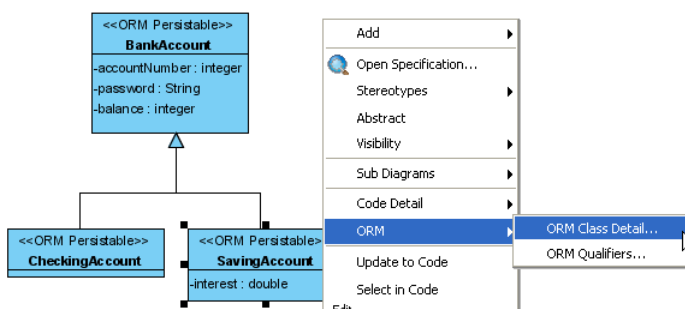 <<ORM Persistable>>
BankAccount
-accountNumber : integer
-password : String
-balance : integer
<<ORM Persistable>>
CheckingAccount
<<ORM Persistable>>
SavingAccount
-interest : double
Add
Open Specification...
Stereotypes
Abstract
Visibility
Sub Diagrams
Code Detail
ORM
Update to Code
Select in Code
ORM Class Detail...
ORM Qualifiers...